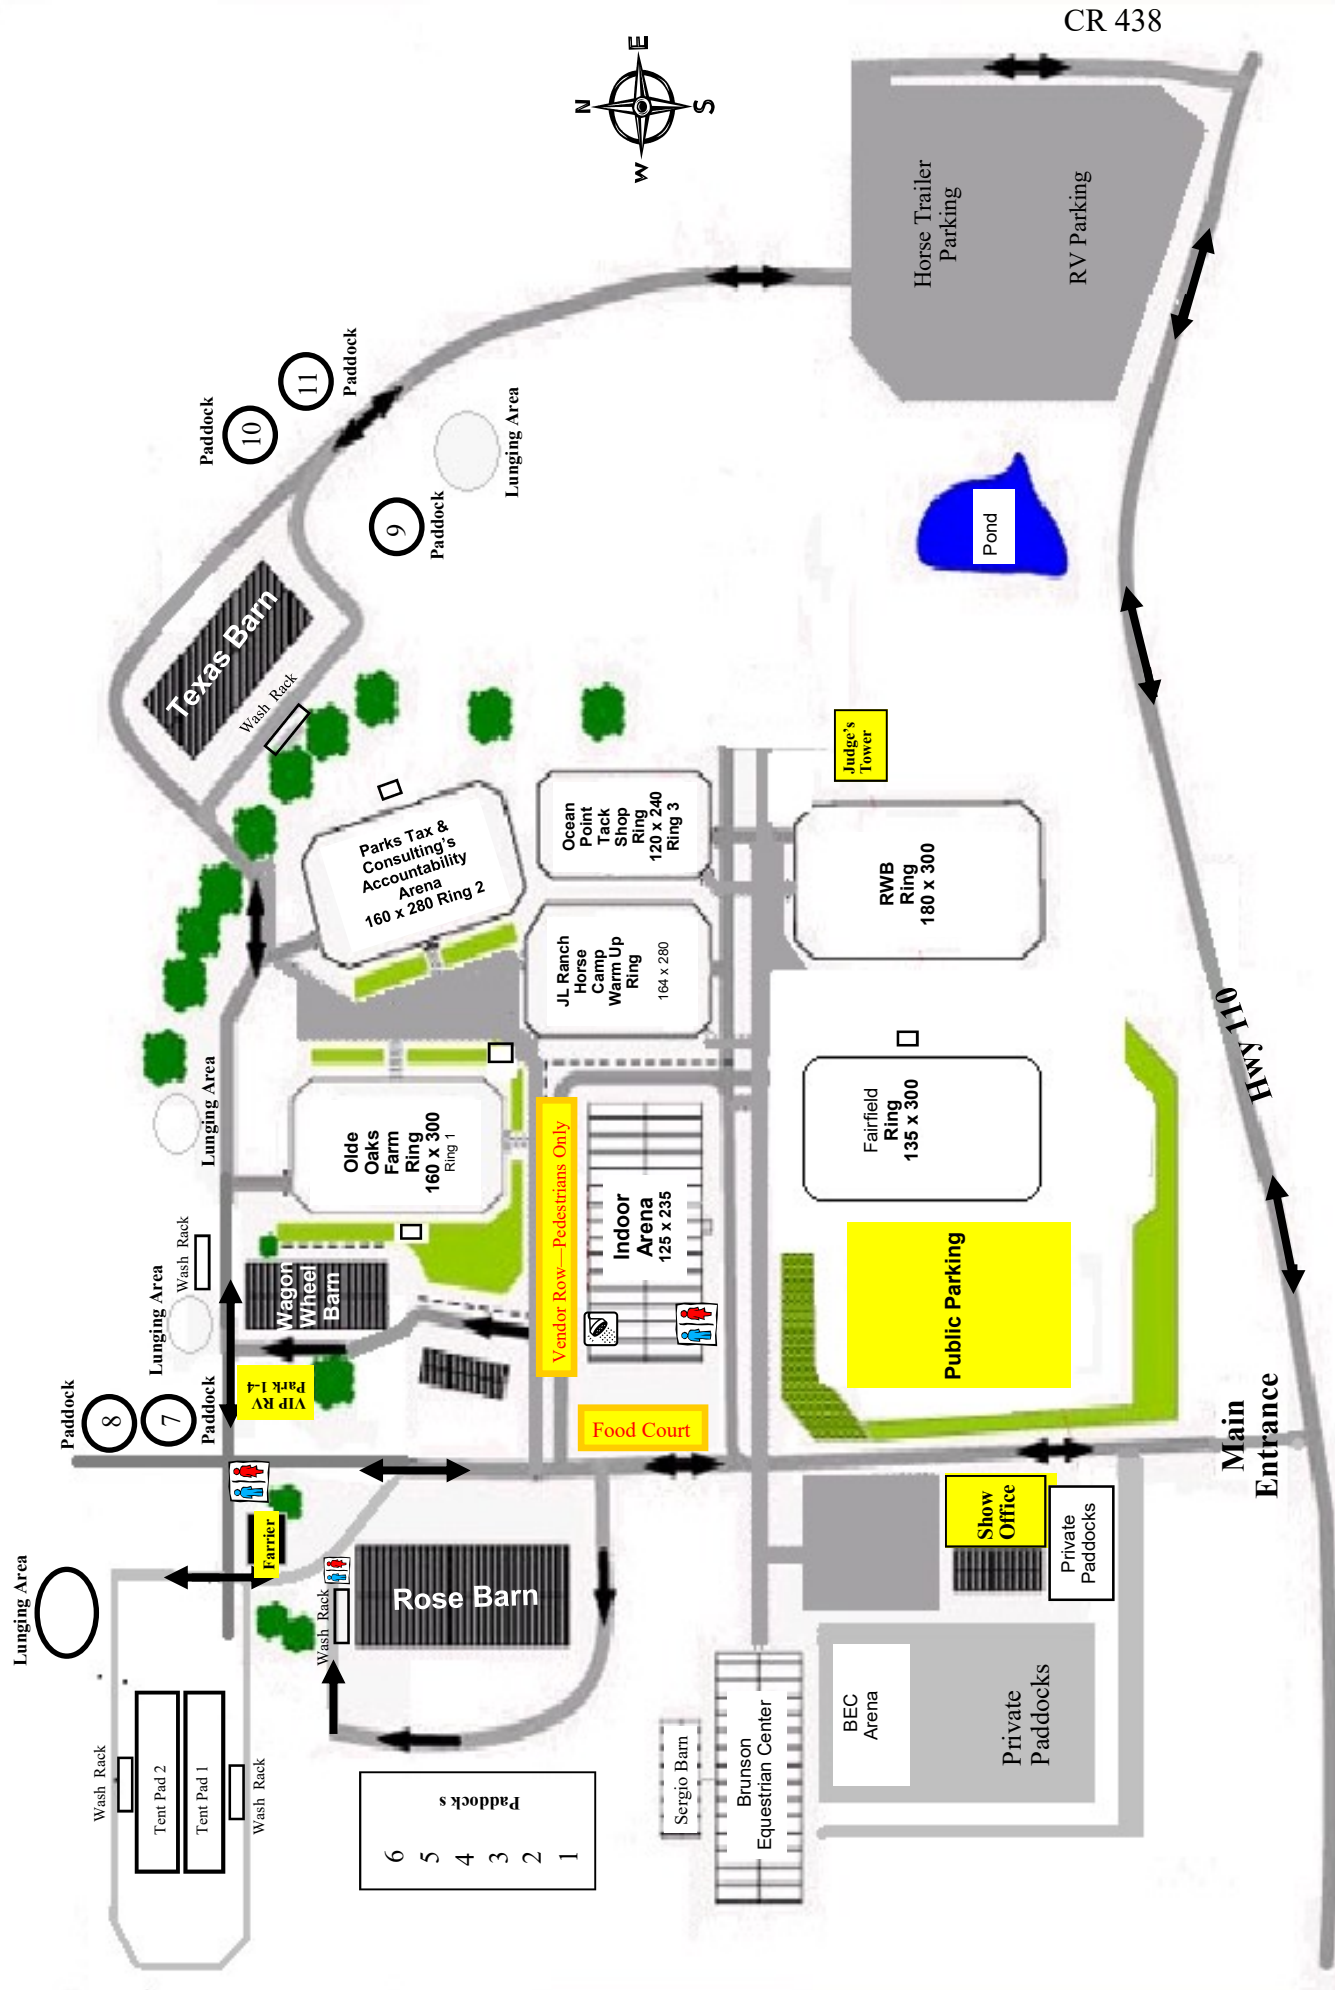 CR 438
N
E
S
W
Horse Trailer
Parking
RV Parking
Paddock
10
11
Paddock
9
Paddock
Lunging Area
Pond
Texas Barn
Wash Rack
Judge's
Tower
Parks Tax &
Consulting's
Accountability
Arena
160 x 280 Ring 2
Ocean
Point
Tack
Shop
Ring
120 x 240
Ring 3
RWB
Ring
180 x 300
JL Ranch
Horse
Camp
Warm Up
Ring
164 x 280
Hwy 110
Lunging Area
Olde
Oaks
Farm
Ring
160 x 300
Ring 1
Vendor Row—Pedestrians Only
Indoor
Arena
125 x 235
Fairfield
Ring
135 x 300
Public Parking
Wash Rack
Lunging Area
Wagon
Wheel
Barn
VIP RV
Park 1-4
Paddock
8
7
Paddock
Food Court
Main
Entrance
Farrier
Show
Office
Private
Paddocks
Lunging Area
Wash Rack
Rose Barn
Wash Rack
Tent Pad 2
Tent Pad 1
Wash Rack
Paddock s
6
5
4
3
2
1
Sergio Barn
Brunson
Equestrian Center
BEC
Arena
Private
Paddocks